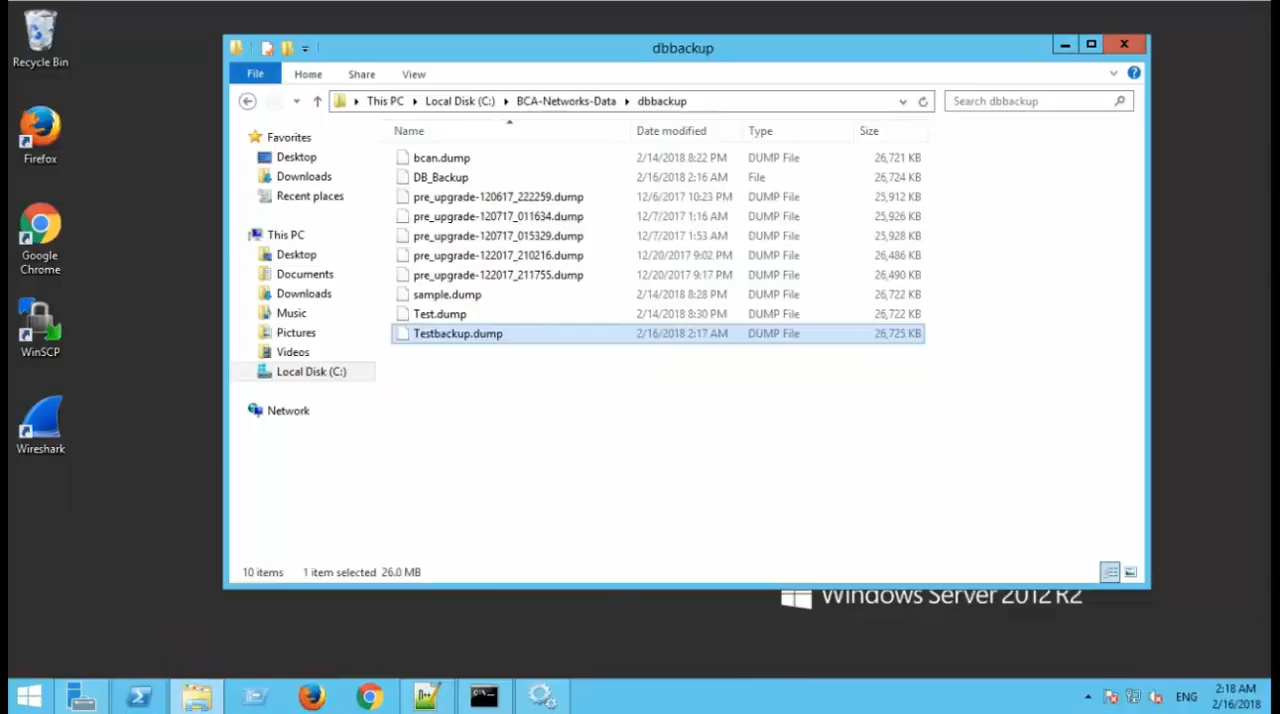 Recycle Bin
Firefox
Google
Chrome
WinSCP
Wireshark
dbbackup
File Home Share View
This PC Local Disk (C:) BCA-Networks-Data dbbackup
Search dbbackup
Favorites
Desktop
Downloads
Recent places
This PC
Desktop
Documents
Downloads
Music
Pictures
Videos
Local Disk (C:)
Network
Name Date modified Type Size
bcan.dump 2/14/2018 8:22 PM DUMP File 26,721 KB
DB_Backup 2/16/2018 2:16 AM File 26,724 KB
pre_upgrade-120617_222259.dump 12/6/2017 10:23 PM DUMP File 25,912 KB
pre_upgrade-120717_011634.dump 12/7/2017 1:16 AM DUMP File 25,926 KB
pre_upgrade-120717_015329.dump 12/7/2017 1:53 AM DUMP File 25,928 KB
pre_upgrade-122017_210216.dump 12/20/2017 9:02 PM DUMP File 26,486 KB
pre_upgrade-122017_211755.dump 12/20/2017 9:17 PM DUMP File 26,490 KB
sample.dump 2/14/2018 8:28 PM DUMP File 26,722 KB
Test.dump 2/14/2018 8:30 PM DUMP File 26,722 KB
Testbackup.dump 2/16/2018 2:17 AM DUMP File 26,725 KB
10 items 1 item selected 26.0 MB
Windows Server 2012 R2
ENG
2:18 AM
2/16/2018